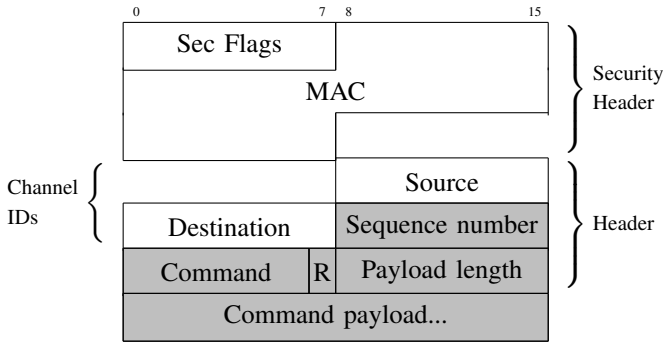 0 7 8 15
Sec Flags
MAC
Security
Header
Channel
IDs
Source
Destination
Sequence number
Header
Command
R
Payload length
Command payload...